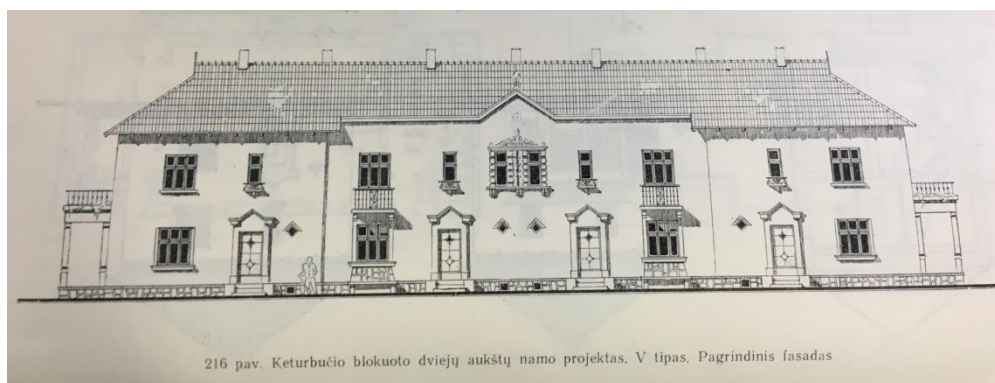 216 pav. Keturbučio blokuoto dviejų aukštų namo projektas. V tipas. Pagrindinis fasadas